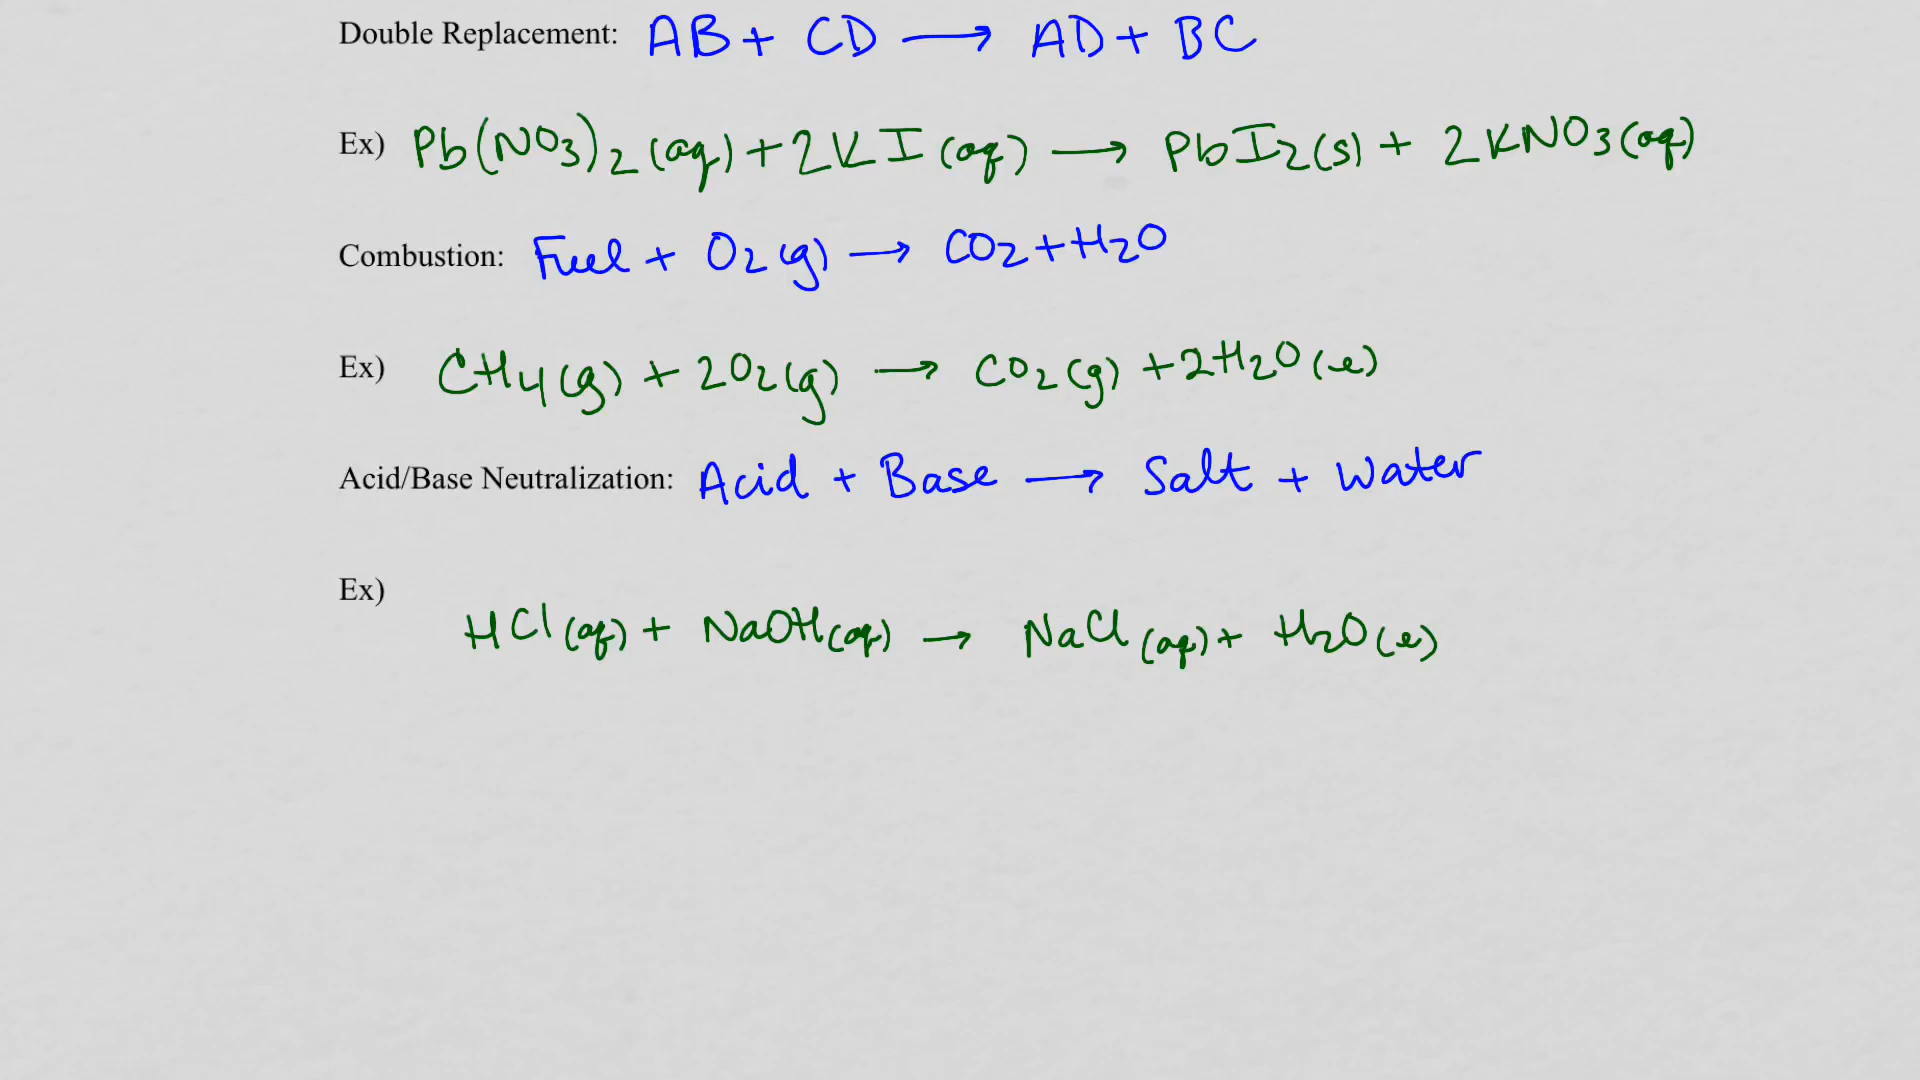 Double Replacement: AB + CD → AD + BC
Ex) Pb(NO3)2(aq) + 2KI(aq) → PbI2(s) + 2KNO3(aq)
Combustion: Fuel + O2(g) → CO2 + H2O
Ex) CH4(g) + 2O2(g) → CO2(g) + 2H2O(l)
Acid/Base Neutralization: Acid + Base → Salt + Water
Ex)
HCl(aq) + NaOH(aq) → NaCl(aq) + H2O(l)